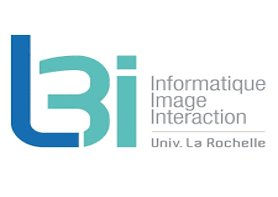 L3i
Informatique
Image
Interaction
Univ. La Rochelle